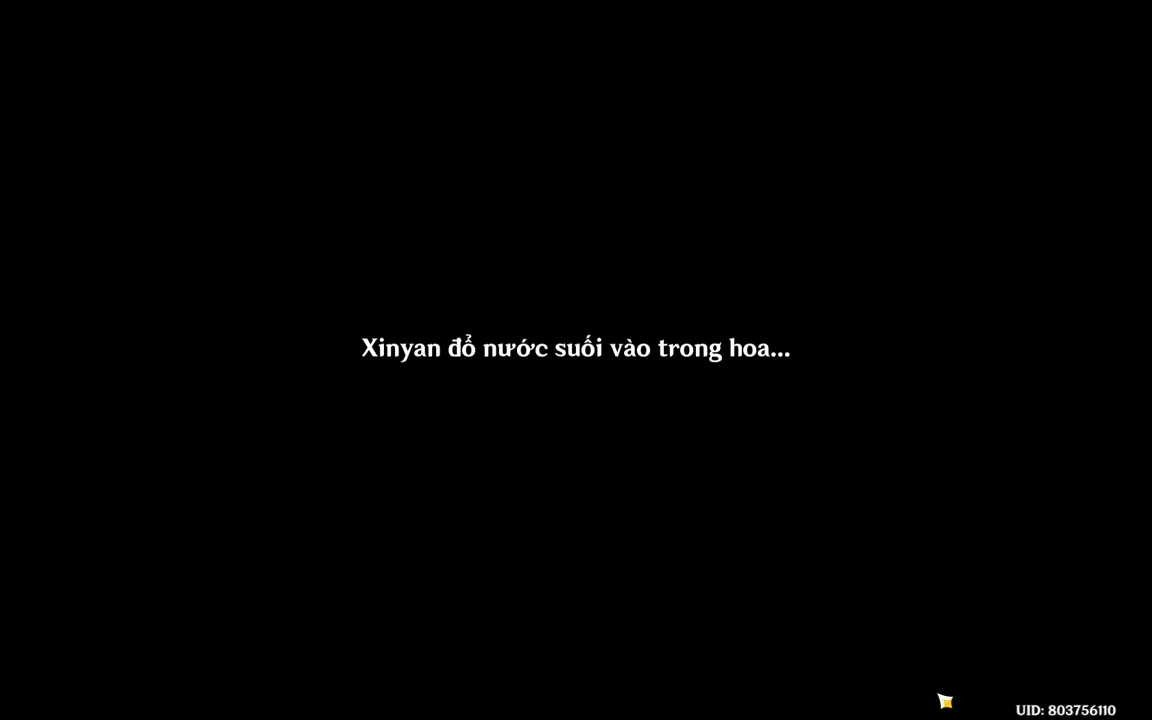 Xinyan đổ nước suối vào trong hoa...
UID: 803756110